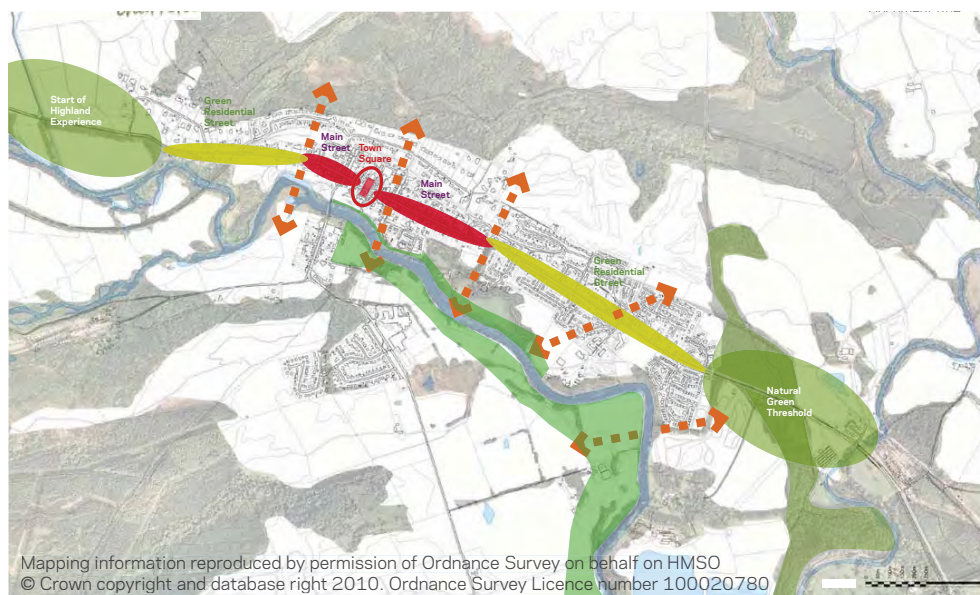 Start of
Highland
Experience
Green
Residential
Street
Main
Street
Town
Square
Main
Street
Green
Residential
Street
Natural
Green
Threshold
Mapping information reproduced by permission of Ordnance Survey on behalf on HMSO
© Crown copyright and database right 2010. Ordnance Survey Licence number 100020780